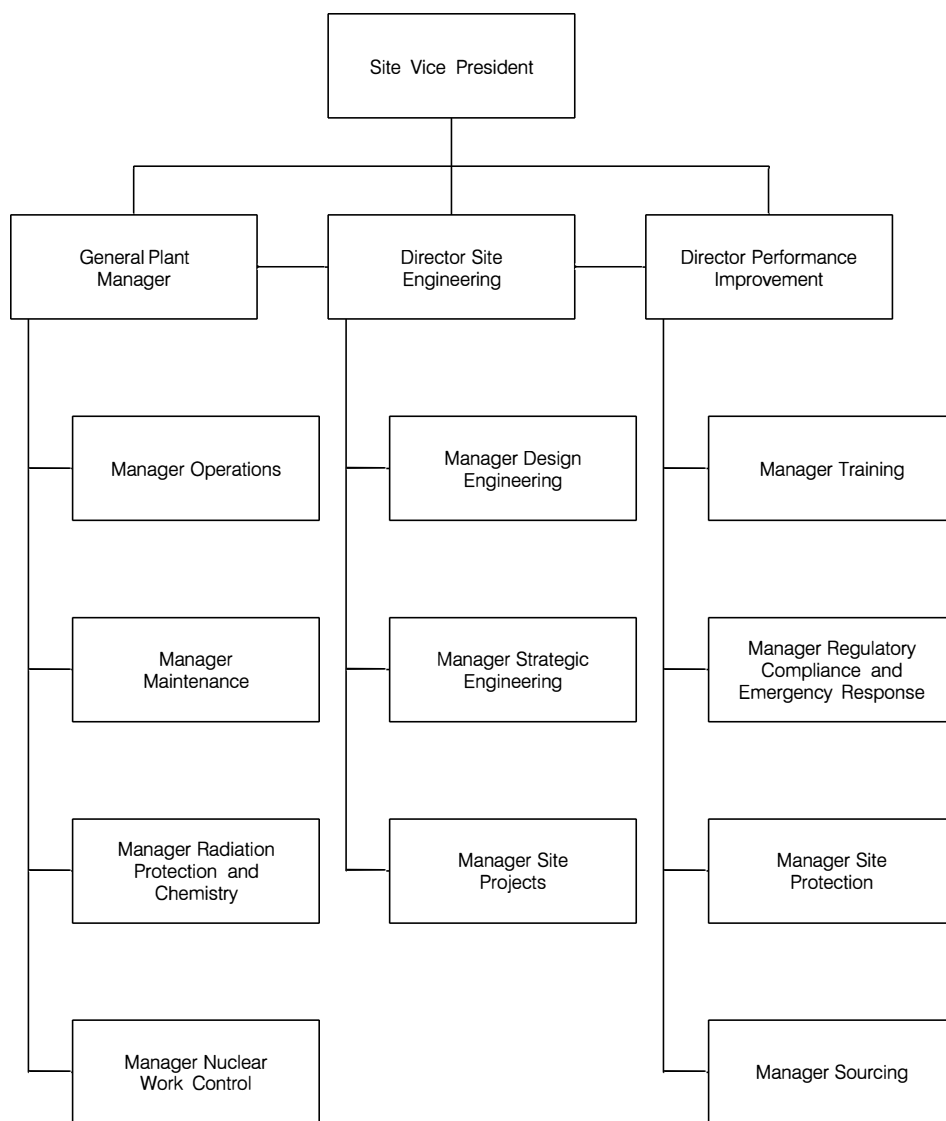 Site Vice President
General Plant
Manager
Director Site
Engineering
Director Performance
Improvement
Manager Operations
Manager Design
Engineering
Manager Training
Manager
Maintenance
Manager Strategic
Engineering
Manager Regulatory
Compliance and
Emergency Response
Manager Radiation
Protection and
Chemistry
Manager Site
Projects
Manager Site
Protection
Manager Nuclear
Work Control
Manager Sourcing